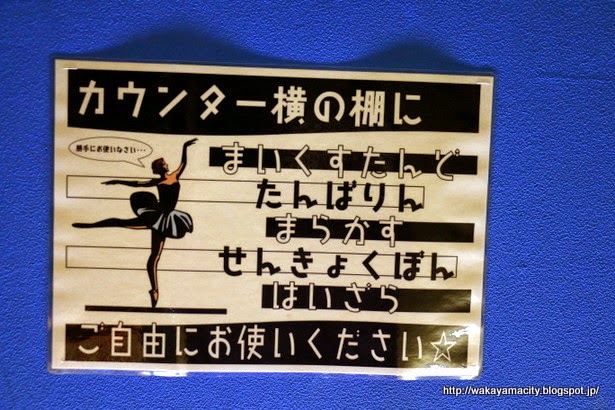 カウンター横の棚に
勝手にお使いなさい…
まいくすたんど
たんばりん
まらかす
せんきょくぼん
はいざら
ご自由にお使いください☆
http://wakayamacity.blogspot.jp/